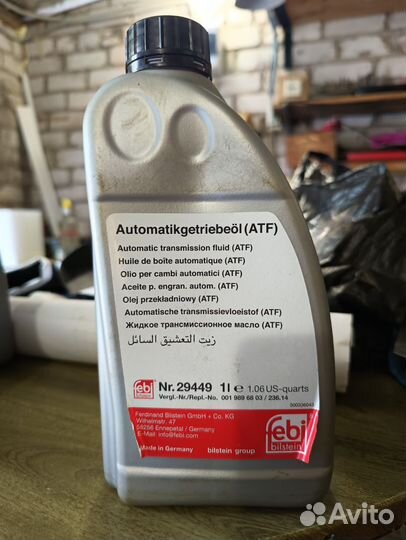 Automatikgetriebeöl (ATF)
Automatic transmission fluid (ATF)
Huile de boîte automatique (ATF)
Olio per cambi automatici (ATF)
Aceite p. engran. autom. (ATF)
Olej przekładniowy (ATF)
Automatische transmissievloeistof (ATF)
Жидкое трансмиссионное масло (ATF)
زيت التعشيق السائل
febi
bilstein
Nr. 29449 1l e 1.06 US-quarts
Vergl.-Nr./Repl.-No. 001 989 68 03 / 236.14
Ferdinand Bilstein GmbH + Co. KG
Wilhelmstr. 47
58256 Ennepetal / Germany
E-Mail: info@febi.com
Made in Germany
bilstein group
febi
bilstein
Avito